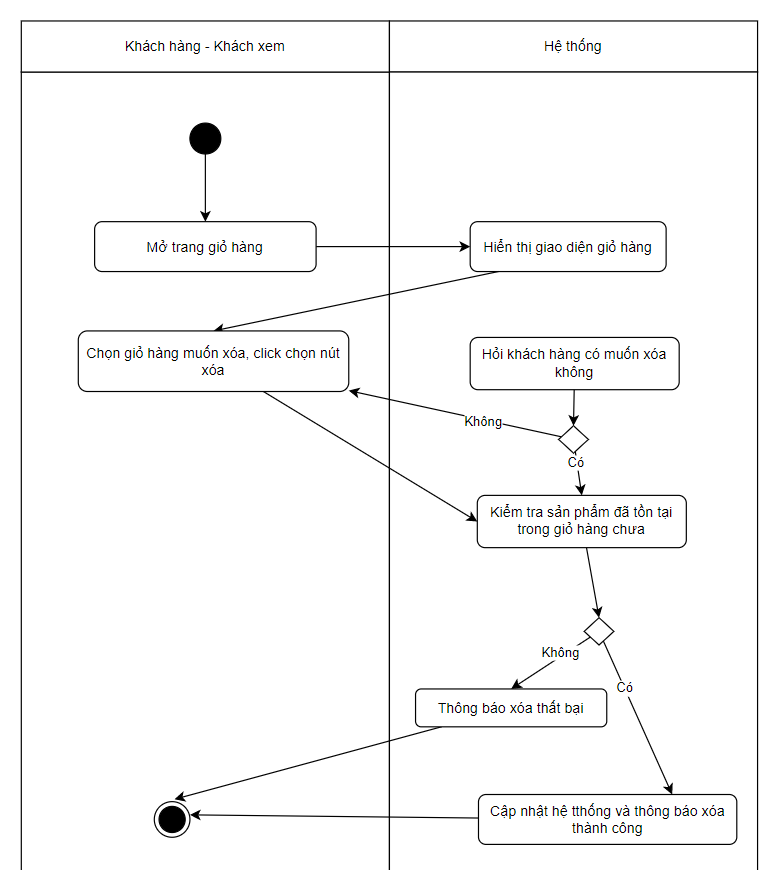 Khách hàng - Khách xem
Hệ thống
Mở trang giỏ hàng
Hiển thị giao diện giỏ hàng
Chọn giỏ hàng muốn xóa, click chọn nút
xóa
Hỏi khách hàng có muốn xóa
không
Không
Có
Kiểm tra sản phẩm đã tồn tại
trong giỏ hàng chưa
Không
Có
Thông báo xóa thất bại
Cập nhật hệ tthống và thông báo xóa
thành công